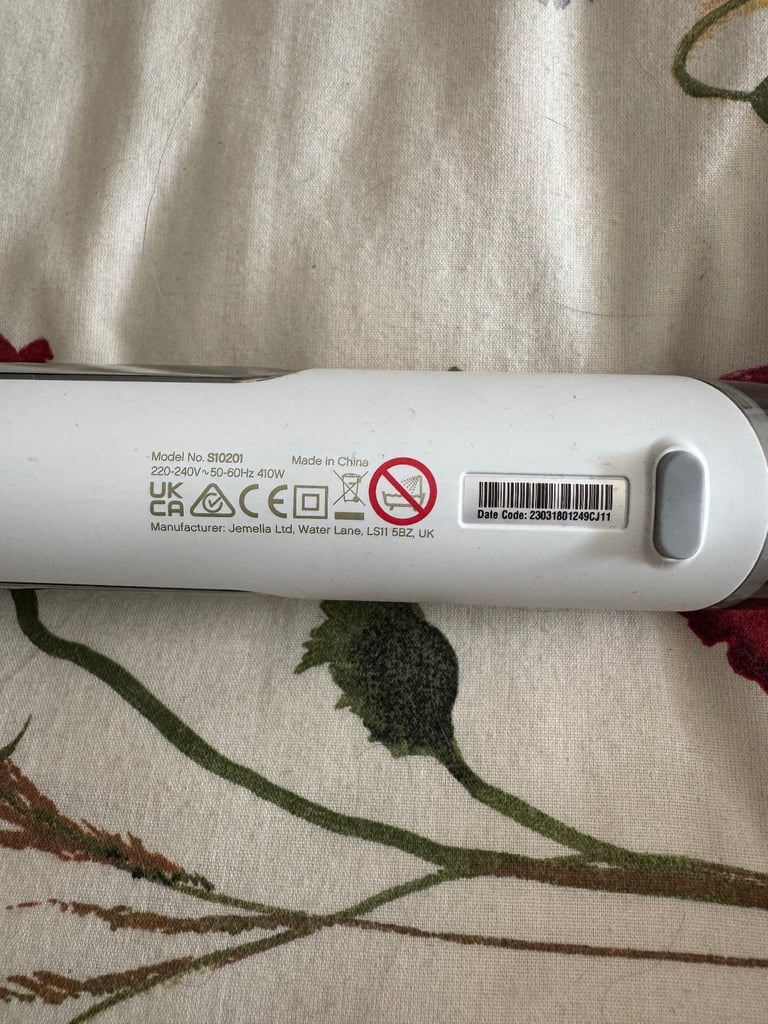 Model No. S10201
Made in China
220-240V~50-60Hz 410W
UK
CA
CE
Manufacturer: Jemella Ltd, Water Lane, LS11 5BZ, UK
Date Code: 23031801249CJ11